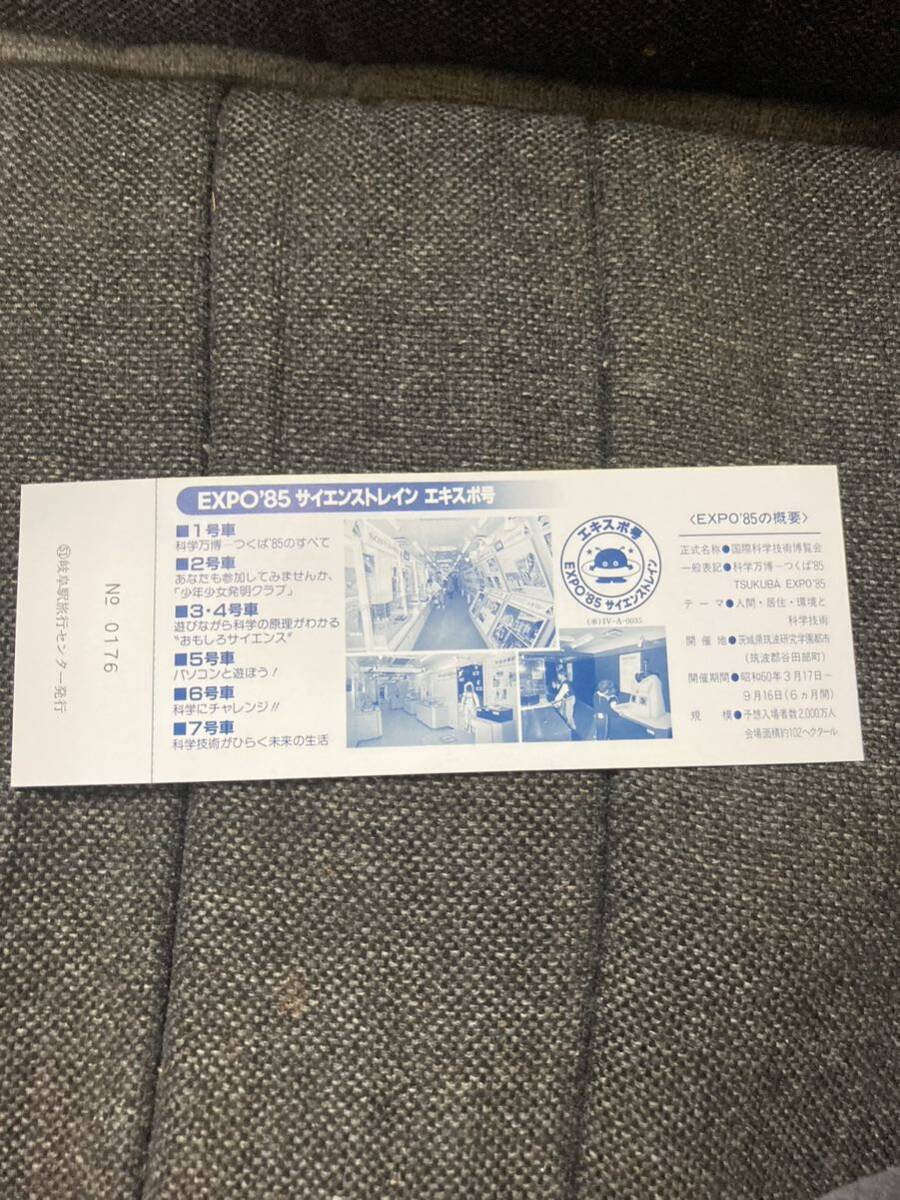 EXPO'85 サイエンストレイン エキスポ号
■1号車
科学万博ーつくば'85のすべて
■2号車
あなたも参加してみませんか、
「少年少女発明クラブ」
■3・4号車
遊びながら科学の原理がわかる
"おもしろサイエンス"
■5号車
パソコンと遊ぼう!
■6号車
科学にチャレンジ!!
■7号車
科学技術がひらく未来の生活
エキスポ号
EXPO'85 サイエンストレイン
(承)IV-A-0035
〈EXPO'85の概要〉
正式名称●国際科学技術博覧会
一般表記●科学万博ーつくば'85
TSUKUBA EXPO'85
テーマ●人間・居住・環境と
科学技術
開催地●茨城県筑波研究学園都市
(筑波郡谷田部町)
開催期間●昭和60年3月17日〜
9月16日(6ヵ月間)
規模●予想入場者数2,000万人
会場面積約102ヘクタール
No 0176
51岐阜駅旅行センター発行